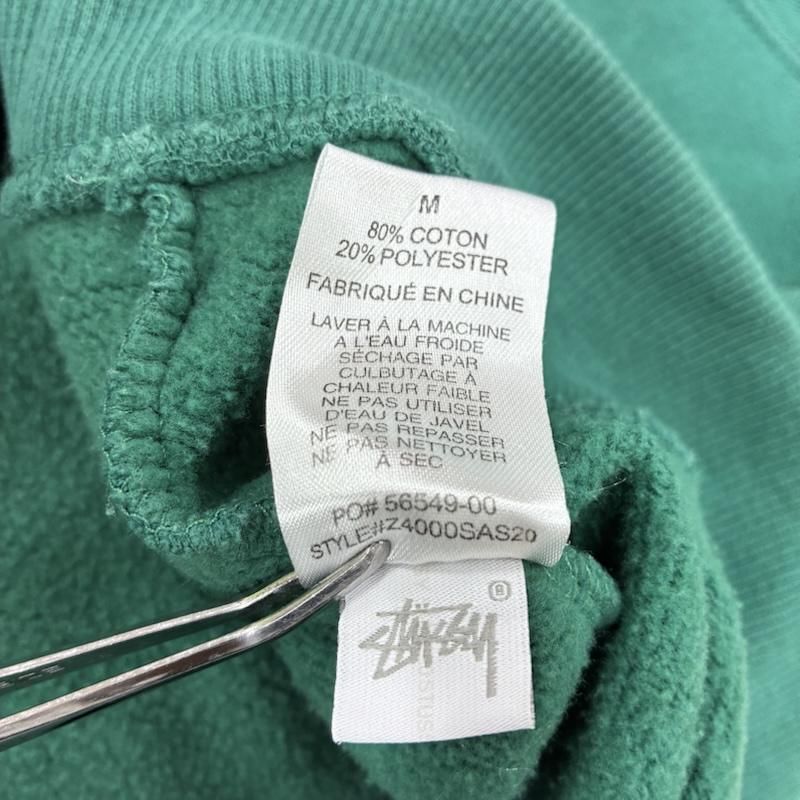 M
80% COTON
20% POLYESTER
FABRIQUÉ EN CHINE
LAVER À LA MACHINE
A L'EAU FROIDE
SÉCHAGE PAR
CULBUTAGE À
CHALEUR FAIBLE
NE PAS UTILISER
D'EAU DE JAVEL
NE PAS REPASSER
NE PAS NETTOYER
À SEC
PO# 56549-00
STYLE#Z4000SAS20
®
Stüssy